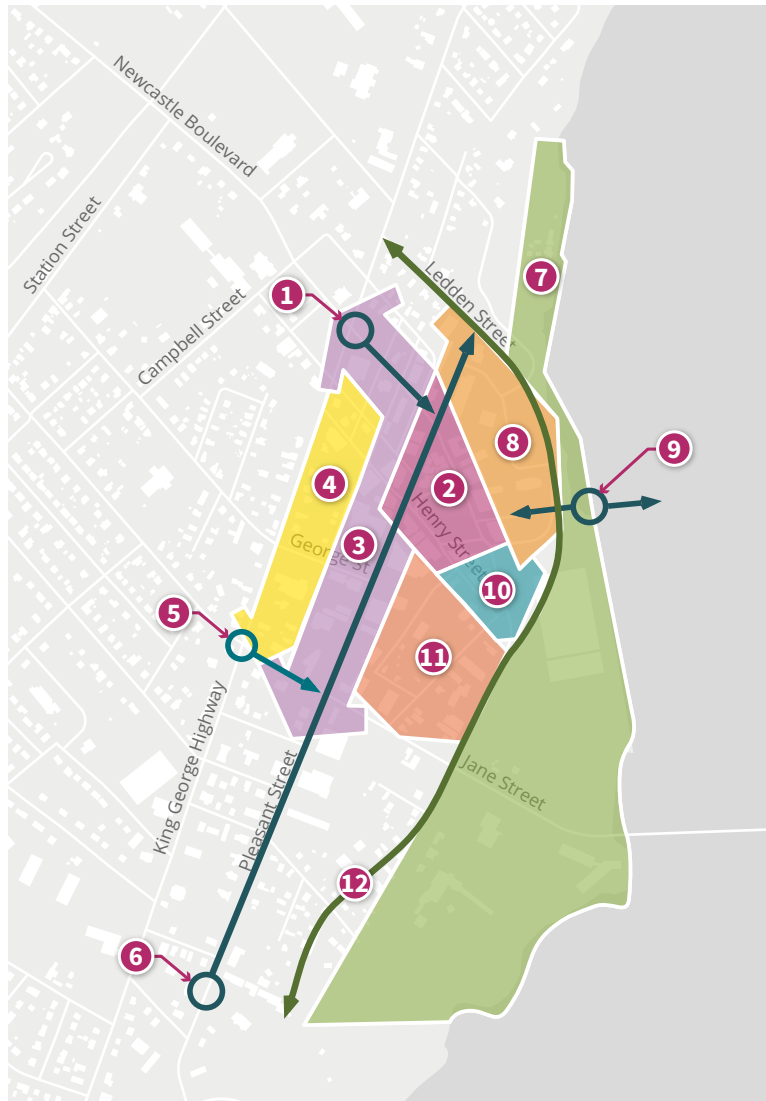 Newcastle Boulevard
Station Street
Campbell Street
Ledden Street
7
1
8
9
4
2
Henry Street
3
George St
10
5
11
King George Highway
Pleasant Street
Jane Street
12
6